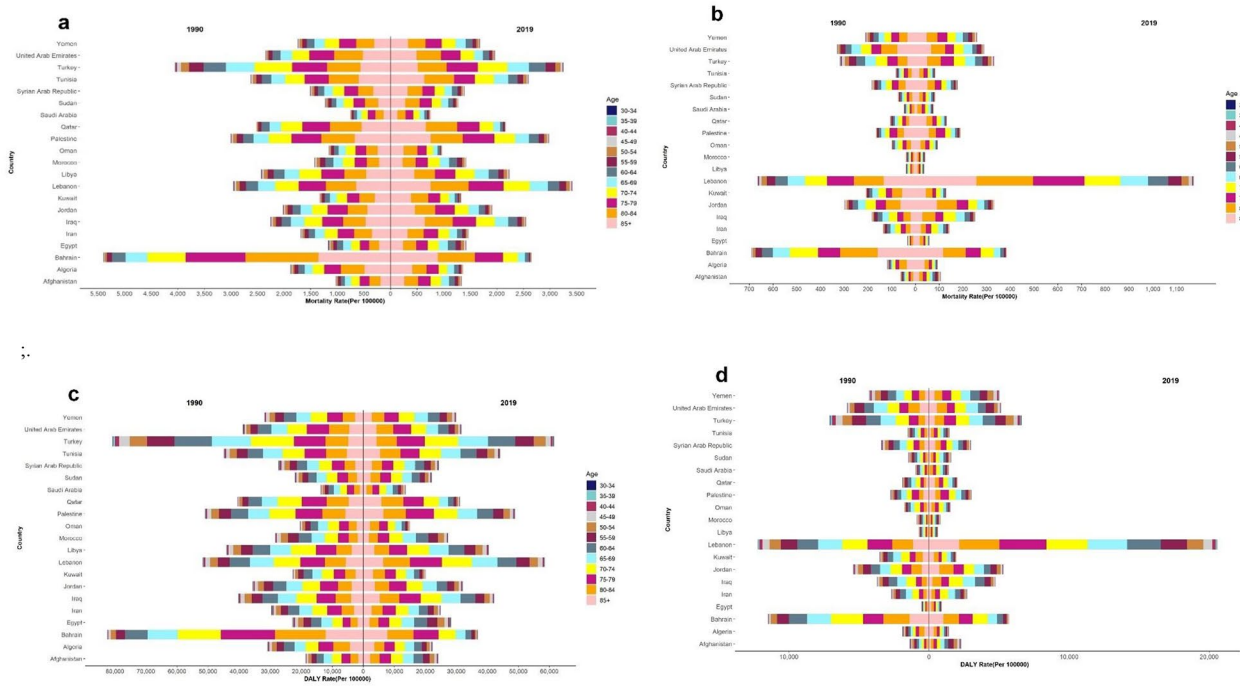 a
1990
2019
Country
Yemen
United Arab Emirates
Turkey
Tunisia
Syrian Arab Republic
Sudan
Saudi Arabia
Qatar
Palestine
Oman
Morocco
Libya
Lebanon
Kuwait
Jordan
Iraq
Iran
Egypt
Bahrain
Algeria
Afghanistan
5,500 5,000 4,500 4,000 3,500 3,000 2,500 2,000 1,500 1,000 500 0 500 1,000 1,500 2,000 2,500 3,000 3,500
Mortality Rate(Per 100000)
Age
30-34
35-39
40-44
45-49
50-54
55-59
60-64
65-69
70-74
75-79
80-84
85+
b
1990
2019
Country
Yemen
United Arab Emirates
Turkey
Tunisia
Syrian Arab Republic
Sudan
Saudi Arabia
Qatar
Palestine
Oman
Morocco
Libya
Lebanon
Kuwait
Jordan
Iraq
Iran
Egypt
Bahrain
Algeria
Afghanistan
700 600 500 400 300 200 100 0 100 200 300 400 500 600 700 800 900 1,000 1,100
Mortality Rate(Per 100000)
Age
;.
c
1990
2019
Country
Yemen
United Arab Emirates
Turkey
Tunisia
Syrian Arab Republic
Sudan
Saudi Arabia
Qatar
Palestine
Oman
Morocco
Libya
Lebanon
Kuwait
Jordan
Iraq
Iran
Egypt
Bahrain
Algeria
Afghanistan
80,000 70,000 60,000 50,000 40,000 30,000 20,000 10,000 0 10,000 20,000 30,000 40,000 50,000 60,000
DALY Rate(Per 100000)
Age
30-34
35-39
40-44
45-49
50-54
55-59
60-64
65-69
70-74
75-79
80-84
85+
d
1990
2019
Country
Yemen
United Arab Emirates
Turkey
Tunisia
Syrian Arab Republic
Sudan
Saudi Arabia
Qatar
Palestine
Oman
Morocco
Libya
Lebanon
Kuwait
Jordan
Iraq
Iran
Egypt
Bahrain
Algeria
Afghanistan
10,000 0 10,000 20,000
DALY Rate(Per 100000)